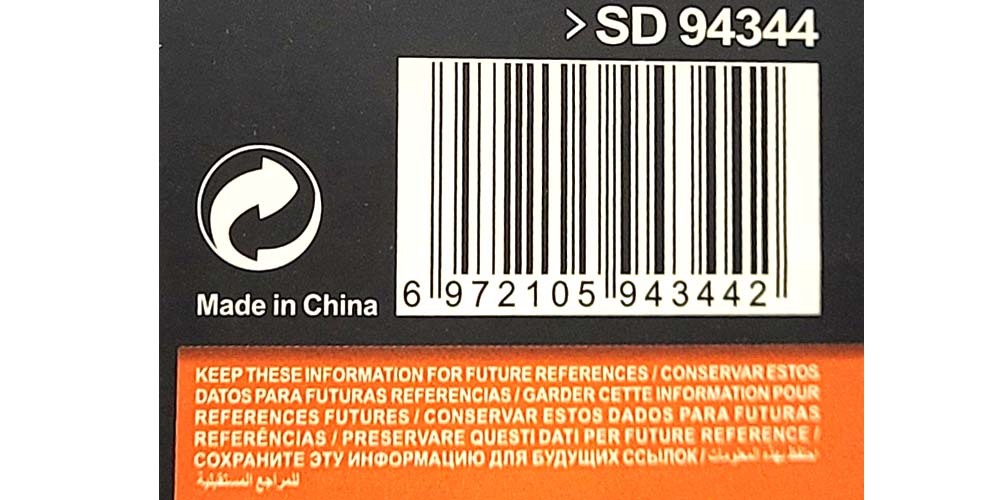 > SD 94344
6 972105 943442
Made in China
KEEP THESE INFORMATION FOR FUTURE REFERENCES / CONSERVAR ESTOS
DATOS PARA FUTURAS REFERENCIAS / GARDER CETTE INFORMATION POUR
REFERENCES FUTURES / CONSERVAR ESTOS DADOS PARA FUTURAS
REFERÊNCIAS / PRESERVARE QUESTI DATI PER FUTURE REFERENCE /
СОХРАНИТЕ ЭТУ ИНФОРМАЦИЮ ДЛЯ БУДУЩИХ ССЫЛОК / احتفظ بهذه المعلومات
للمراجع المستقبلية